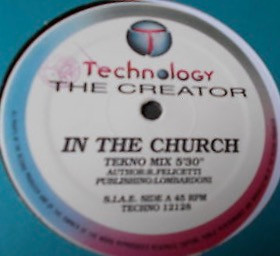 Technology
THE CREATOR
IN THE CHURCH
TEKNO MIX 5'30"
AUTHOR:R.FELICETTI
PUBLISHING:LOMBARDONI
S.I.A.E. SIDE A 45 RPM
TECHNO 12128